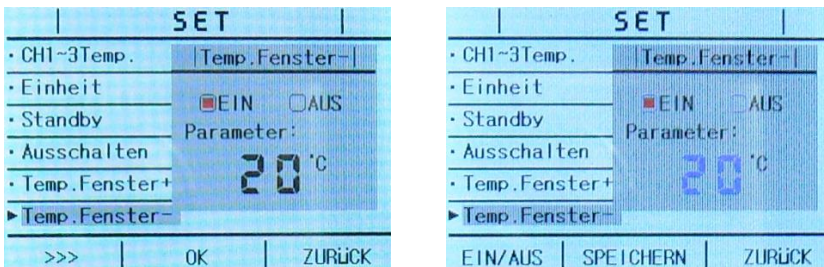 SET
· CH1~3Temp.
· Einheit
· Standby
· Ausschalten
· Temp.Fenster+
▶ Temp.Fenster-
|Temp.Fenster-|
EIN AUS
Parameter:
20 °C
>>> OK ZURÜCK
SET
· CH1~3Temp.
· Einheit
· Standby
· Ausschalten
· Temp.Fenster+
▶ Temp.Fenster-
|Temp.Fenster-|
EIN AUS
Parameter:
20 °C
EIN/AUS SPEICHERN ZURÜCK